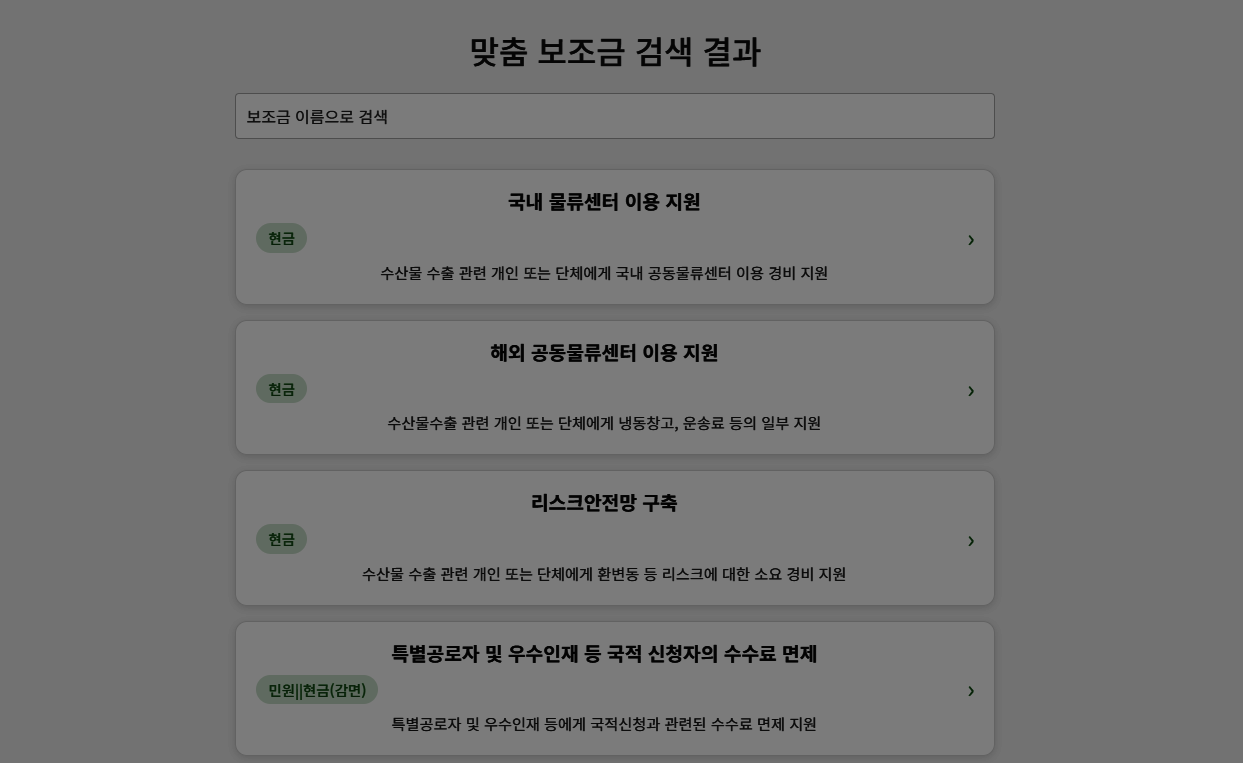 맞춤 보조금 검색 결과
보조금 이름으로 검색
국내 물류센터 이용 지원
현금
›
수산물 수출 관련 개인 또는 단체에게 국내 공동물류센터 이용 경비 지원
해외 공동물류센터 이용 지원
현금
›
수산물수출 관련 개인 또는 단체에게 냉동창고, 운송료 등의 일부 지원
리스크안전망 구축
현금
›
수산물 수출 관련 개인 또는 단체에게 환변동 등 리스크에 대한 소요 경비 지원
특별공로자 및 우수인재 등 국적 신청자의 수수료 면제
민원||현금(감면)
›
특별공로자 및 우수인재 등에게 국적신청과 관련된 수수료 면제 지원